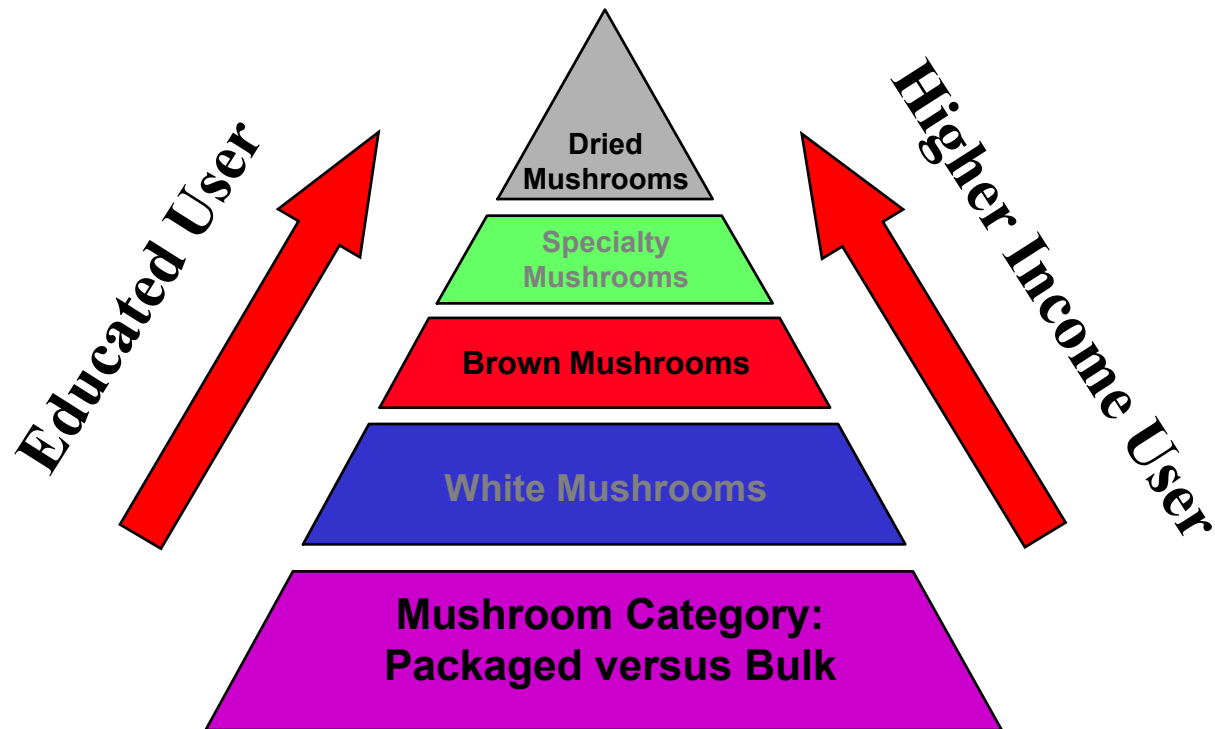 Educated User
Higher Income User
Dried
Mushrooms
Specialty
Mushrooms
Brown Mushrooms
White Mushrooms
Mushroom Category:
Packaged versus Bulk